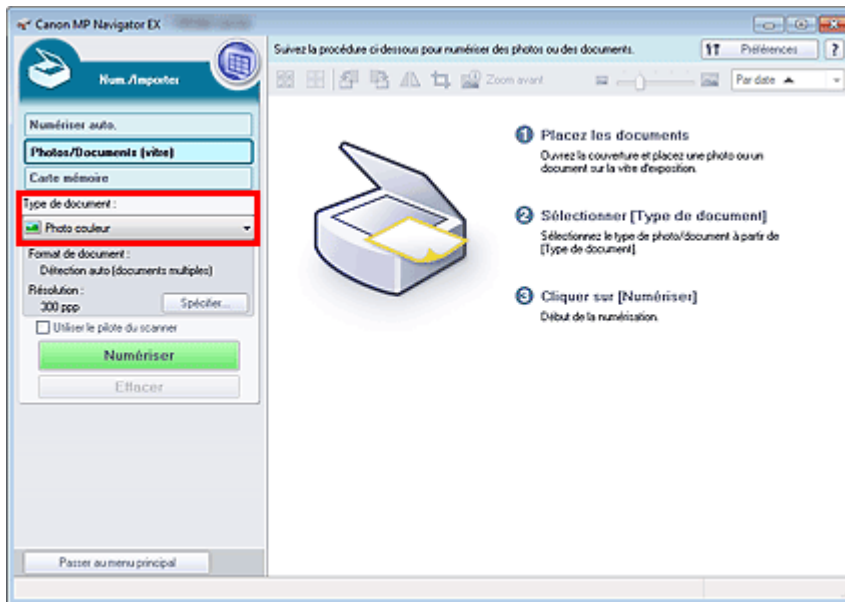 Canon MP Navigator EX
Num./Importer
Numériser auto.
Photos/Documents (vitre)
Carte mémoire
Type de document :
Photo couleur
Format de document :
Détection auto (documents multiples)
Résolution :
300 ppp
Spécifier...
Utiliser le pilote du scanner
Numériser
Effacer
Passer au menu principal
Suivez la procédure ci-dessous pour numériser des photos ou des documents.
Préférences
?
Zoom avant
Par date
1 Placez les documents
Ouvrez la couverture et placez une photo ou un
document sur la vitre d'exposition.
2 Sélectionner [Type de document]
Sélectionnez le type de photo/document à partir de
[Type de document].
3 Cliquer sur [Numériser]
Début de la numérisation.